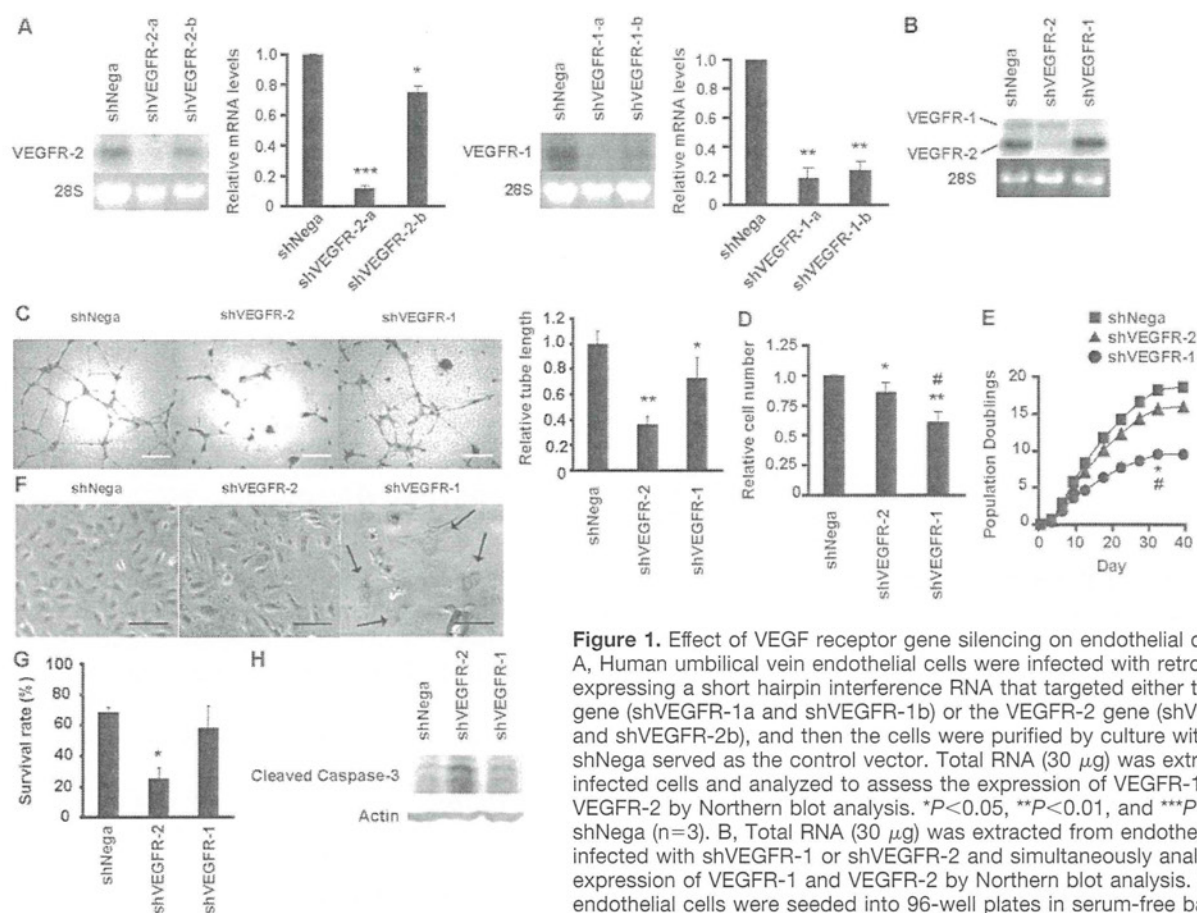 A
shNega
shVEGFR-2-a
shVEGFR-2-b
VEGFR-2
28S
Relative mRNA levels
1.0
0.8
0.6
0.4
0.2
0
*
***
shNega
shVEGFR-2-a
shVEGFR-2-b
shNega
shVEGFR-1-a
shVEGFR-1-b
VEGFR-1
28S
Relative mRNA levels
1.0
0.8
0.6
0.4
0.2
0
**
**
shNega
shVEGFR-1-a
shVEGFR-1-b
B
shNega
shVEGFR-2
shVEGFR-1
VEGFR-1
VEGFR-2
28S
C
shNega
shVEGFR-2
shVEGFR-1
Relative tube length
1.2
1.0
0.8
0.6
0.4
0.2
0
**
*
shNega
shVEGFR-2
shVEGFR-1
D
Relative cell number
1.25
1
0.75
0.5
0.25
0
*
#
**
shNega
shVEGFR-2
shVEGFR-1
E
shNega
shVEGFR-2
shVEGFR-1
Population Doublings
20
15
10
5
0
*
#
0 10 20 30 40
Day
F
shNega
shVEGFR-2
shVEGFR-1
G
Survival rate (%)
100
80
60
40
20
0
*
shNega
shVEGFR-2
shVEGFR-1
H
shNega
shVEGFR-2
shVEGFR-1
Cleaved Caspase-3
Actin
Figure 1. Effect of VEGF receptor gene silencing on endothelial
A, Human umbilical vein endothelial cells were infected with
expressing a short hairpin interference RNA that targeted either
gene (shVEGFR-1a and shVEGFR-1b) or the VEGFR-2 gene
and shVEGFR-2b), and then the cells were purified by culture
shNega served as the control vector. Total RNA (30 μg) was
infected cells and analyzed to assess the expression of VEGFR-1
VEGFR-2 by Northern blot analysis. *P<0.05, **P<0.01, and ***P
shNega (n=3). B, Total RNA (30 μg) was extracted from
infected with shVEGFR-1 or shVEGFR-2 and simultaneously
expression of VEGFR-1 and VEGFR-2 by Northern blot analysis.
endothelial cells were seeded into 96-well plates in serum-free